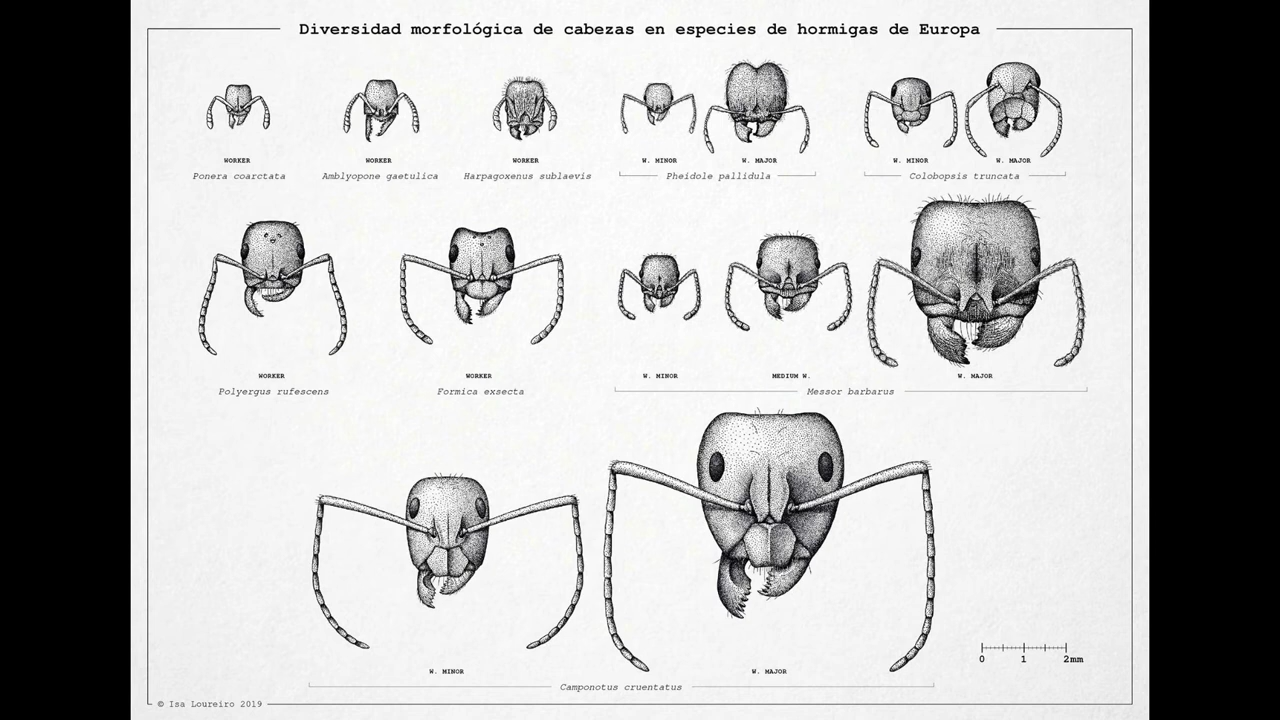 Diversidad morfológica de cabezas en especies de hormigas de Europa
WORKER
Ponera coarctata
WORKER
Amblyopone gaetulica
WORKER
Harpagoxenus sublaevis
W. MINOR
W. MAJOR
Pheidole pallidula
W. MINOR
W. MAJOR
Colobopsis truncata
WORKER
Polyergus rufescens
WORKER
Formica exsecta
W. MINOR
MEDIUM W.
W. MAJOR
Messor barbarus
W. MINOR
W. MAJOR
Camponotus cruentatus
0 1 2mm
© Isa Loureiro 2019